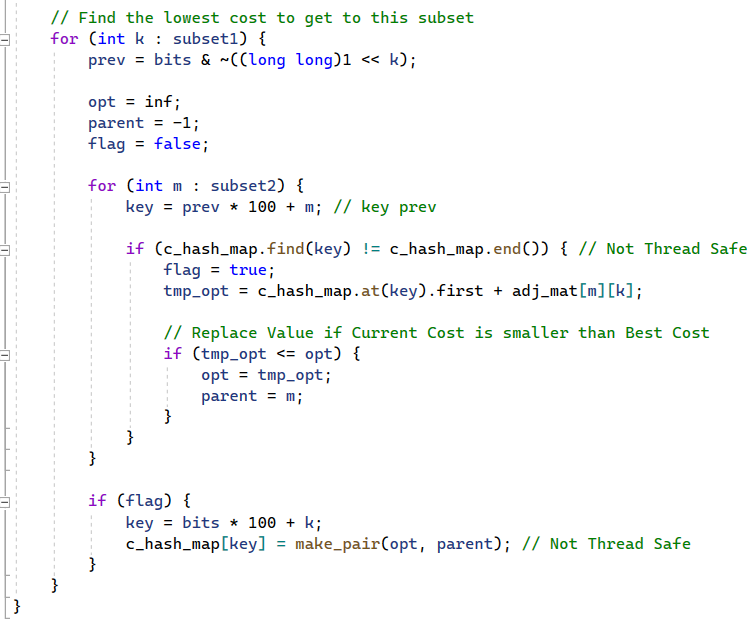 // Find the lowest cost to get to this subset
for (int k : subset1) {
prev = bits & ~((long long)1 << k);
opt = inf;
parent = -1;
flag = false;
for (int m : subset2) {
key = prev * 100 + m; // key prev
if (c_hash_map.find(key) != c_hash_map.end()) { // Not Thread Safe
flag = true;
tmp_opt = c_hash_map.at(key).first + adj_mat[m][k];
// Replace Value if Current Cost is smaller than Best Cost
if (tmp_opt <= opt) {
opt = tmp_opt;
parent = m;
}
}
}
if (flag) {
key = bits * 100 + k;
c_hash_map[key] = make_pair(opt, parent); // Not Thread Safe
}
}
}